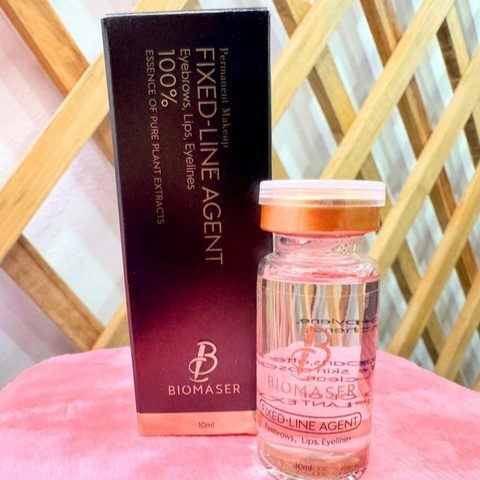 Permanent Makeup
FIXED-LINE AGENT
Eyebrows, Lips, Eyelines
100%
ESSENCE OF PURE PLANT EXTRACTS
BIOMASER
10ml
BIOMASER
FIXED-LINE AGENT
Eyebrows, Lips, Eyelines
10ml